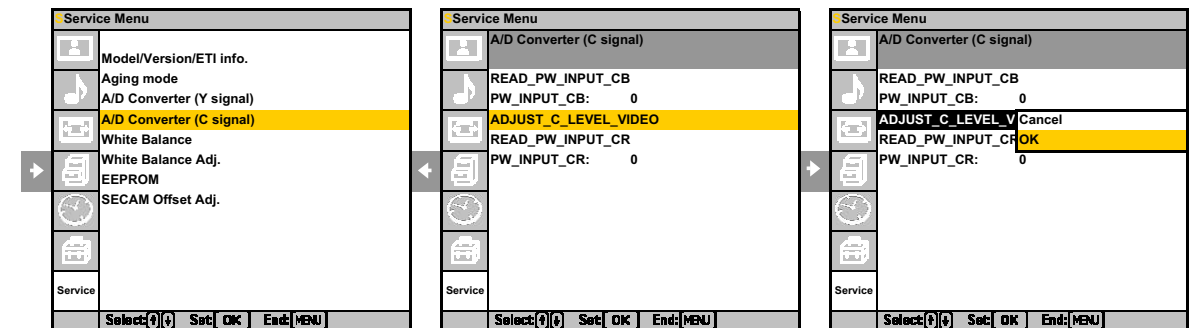 Service Menu
Model/Version/ETI info.
Aging mode
A/D Converter (Y signal)
A/D Converter (C signal)
White Balance
White Balance Adj.
EEPROM
SECAM Offset Adj.
Service
Select:[↑][↓] Set:[ OK ] End:[MENU]
Service Menu
A/D Converter (C signal)
READ_PW_INPUT_CB
PW_INPUT_CB: 0
ADJUST_C_LEVEL_VIDEO
READ_PW_INPUT_CR
PW_INPUT_CR: 0
Service
Select:[↑][↓] Set:[ OK ] End:[MENU]
Service Menu
A/D Converter (C signal)
READ_PW_INPUT_CB
PW_INPUT_CB: 0
ADJUST_C_LEVEL_V Cancel
READ_PW_INPUT_CR OK
PW_INPUT_CR: 0
Service
Select:[↑][↓] Set:[ OK ] End:[MENU]